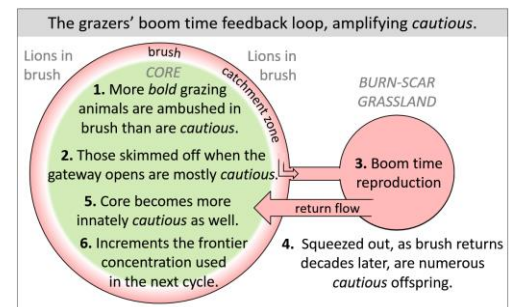 The grazers' boom time feedback loop, amplifying cautious.
Lions in
brush
brush
Lions in
brush
CORE
catchment zone
1. More bold grazing
animals are ambushed in
brush than are cautious.
2. Those skimmed off when the
gateway opens are mostly cautious.
5. Core becomes more
innately cautious as well.
6. Increments the frontier
concentration used
in the next cycle.
BURN-SCAR
GRASSLAND
3. Boom time
reproduction
return flow
4. Squeezed out, as brush returns
decades later, are numerous
cautious offspring.